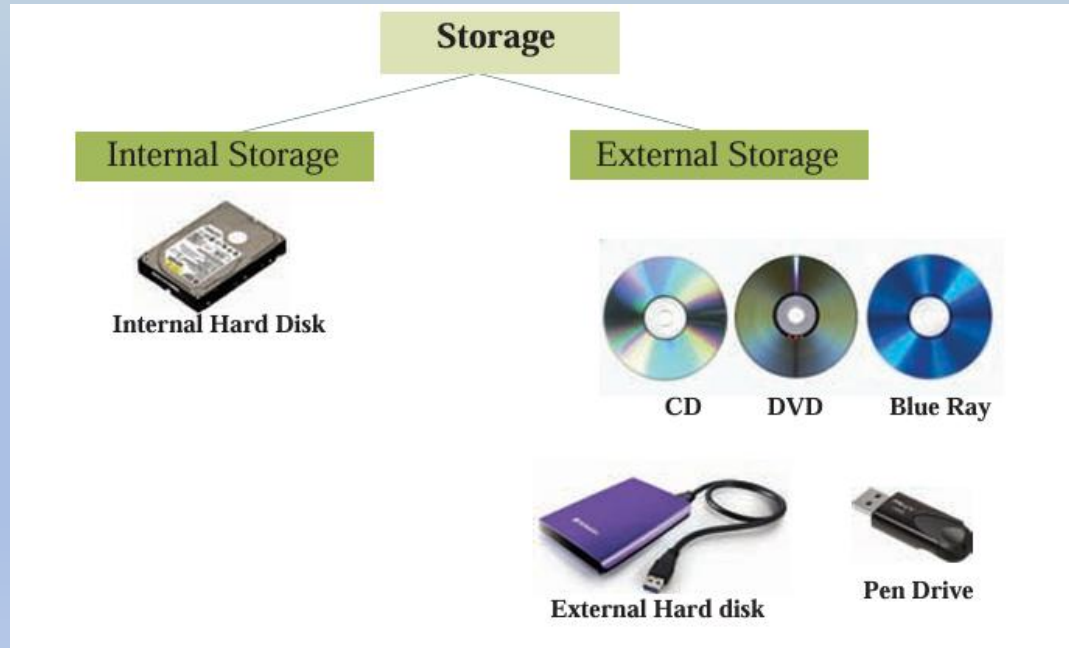 Storage
Internal Storage
External Storage
Internal Hard Disk
CD DVD Blue Ray
External Hard disk
Pen Drive